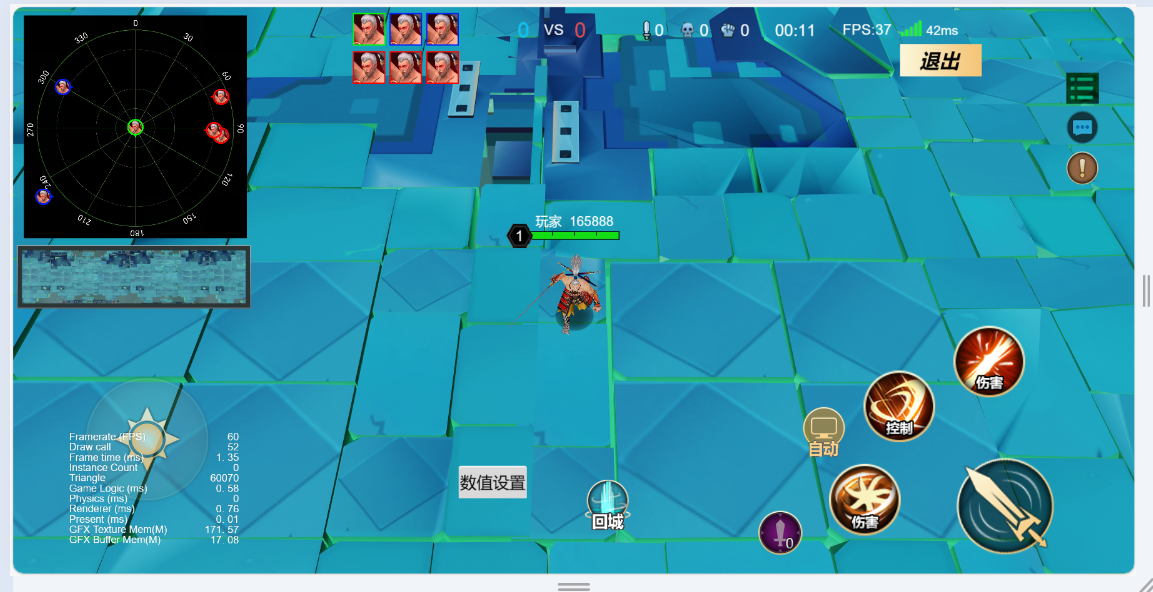 0 VS 0
0
0
0
00:11
FPS:37
42ms
退出
0
30
60
90
120
150
180
210
240
270
300
330
玩家 165888
1
Framerate (FPS) 60
Draw call 52
Frame time (ms) 1.35
Instance Count 0
Triangle 60070
Game Logic (ms) 0.58
Physics (ms) 0
Renderer (ms) 0.76
Present (ms) 0.01
GFX Texture Mem(M) 171.57
GFX Buffer Mem(M) 17.08
数值设置
回城
自动
伤害
控制
伤害
0